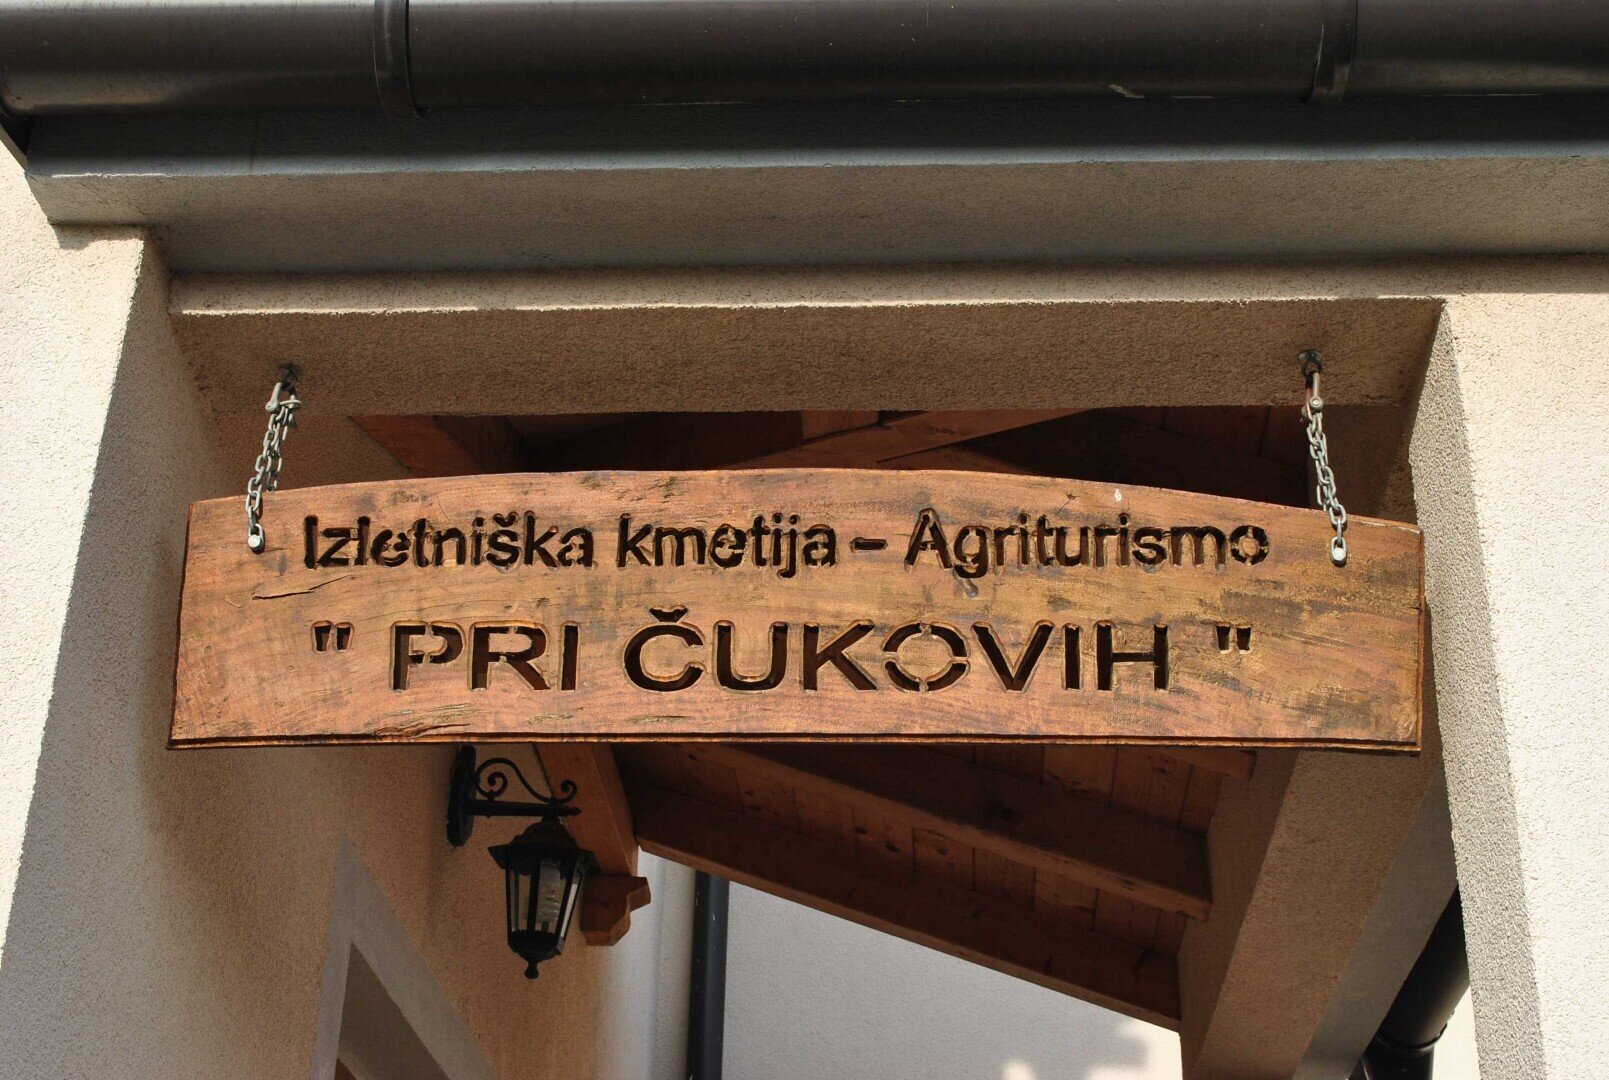 Izletniška kmetija – Agriturismo
" PRI ČUKOVIH "